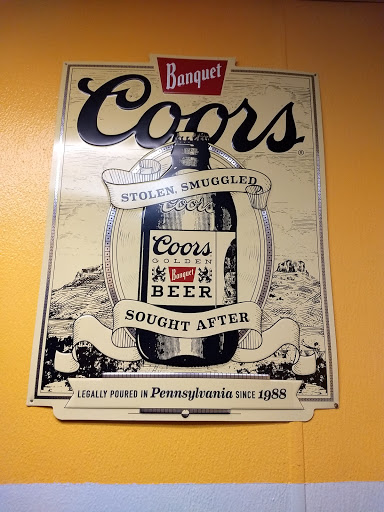 Banquet
Coors
®
STOLEN, SMUGGLED
Coors
Coors
GOLDEN
Banquet
BEER
SOUGHT AFTER
LEGALLY POURED IN Pennsylvania SINCE 1988